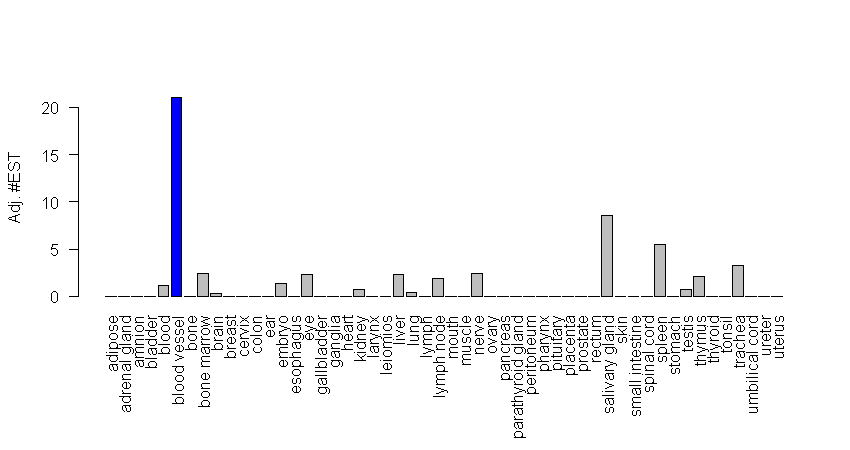 Adj. #EST
20
15
10
5
0
adipose
adrenal gland
amnion
bladder
blood
blood vessel
bone
bone marrow
brain
breast
cervix
colon
ear
embryo
esophagus
eye
gallbladder
ganglia
heart
kidney
larynx
leiomios
liver
lung
lymph
lymph node
mouth
muscle
nerve
ovary
pancreas
parathyroid gland
peritoneum
pharynx
pituitary
placenta
prostate
rectum
salivary gland
skin
small intestine
spinal cord
spleen
stomach
testis
thymus
thyroid
tonsil
trachea
umbilical cord
ureter
uterus